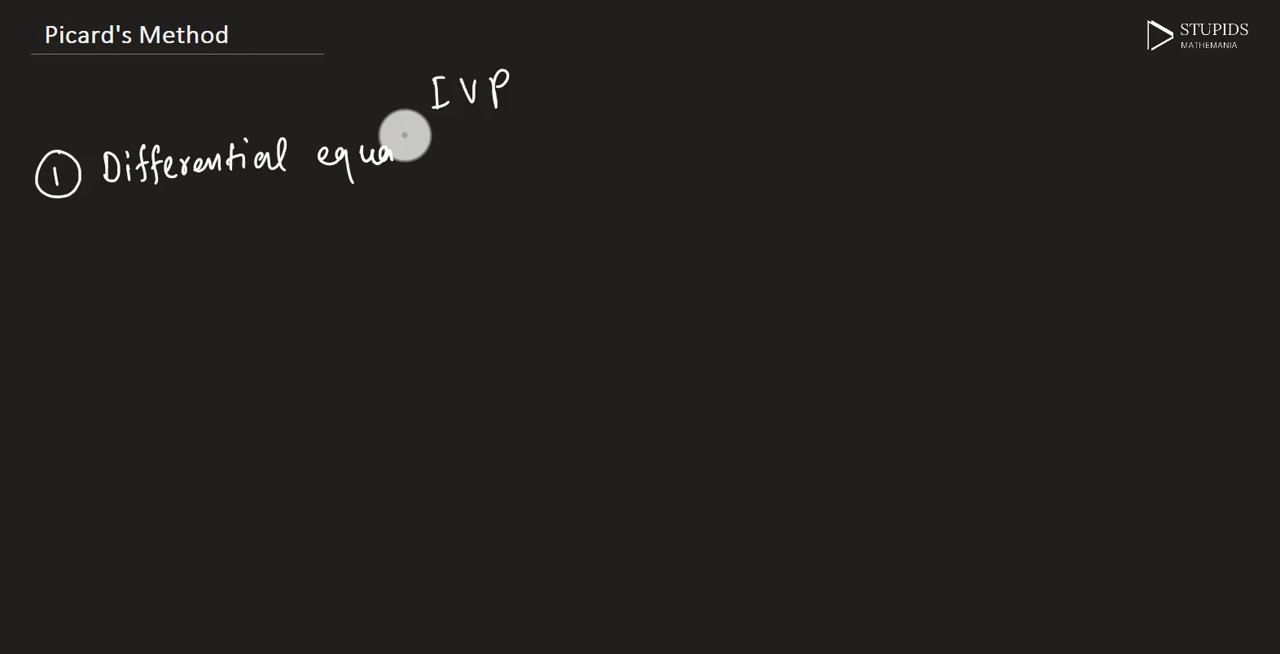 Picard's Method
STUPIDS
MATHEMANIA
IVP
① Differential equa